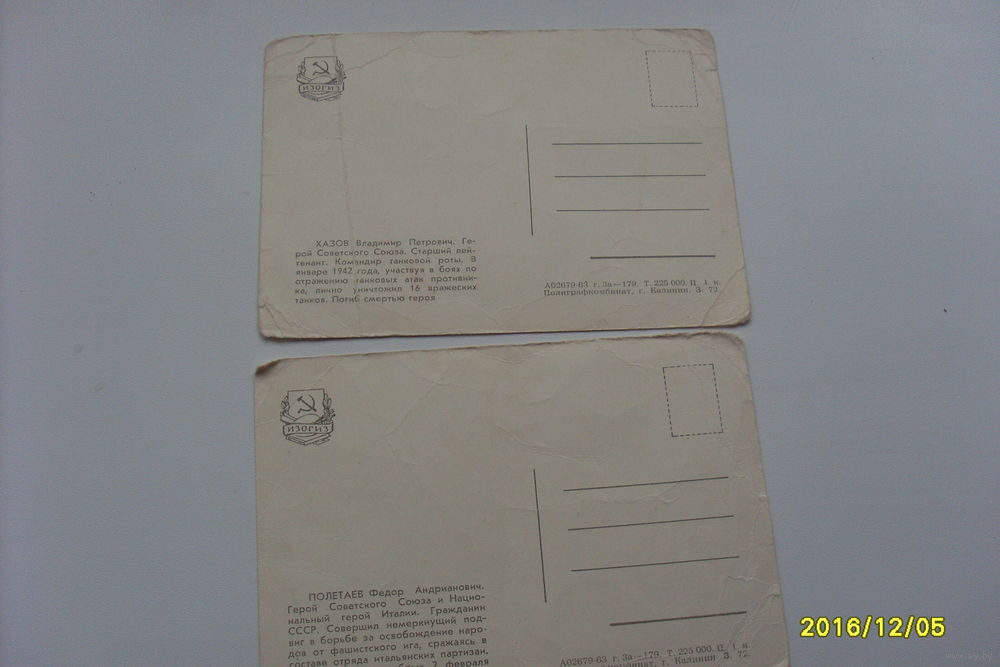 ИЗОГИЗ
ХАЗОВ Владимир Петрович. Ге-
рой Советского Союза. Старший лей-
тенант. Командир танковой роты. В
январе 1942 года, участвуя в боях по
отражению танковых атак противни-
ка, лично уничтожил 16 вражеских
танков. Погиб смертью героя
А02679-63 г. За—179. Т. 225 000. Ц. 1 к.
Полиграфкомбинат, г. Калинин. З. 72.
ИЗОГИЗ
ПОЛЕТАЕВ Федор Андрианович.
Герой Советского Союза и Нацио-
нальный герой Италии. Гражданин
СССР. Совершил немеркнущий под-
виг в борьбе за освобождение наро-
дов от фашистского ига, сражаясь в
составе отряда итальянских партизан.
2 февраля
А02679-63 г. За—179. Т. 225 000. Ц. 1 к.
г. Калинин. З. 72.
2016/12/05